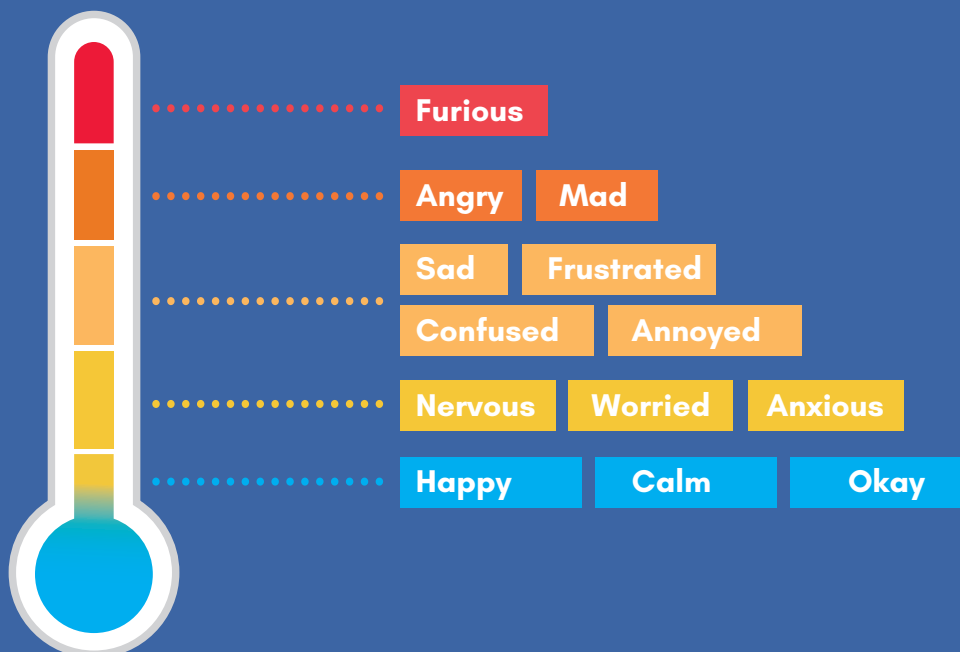 Furious
Angry Mad
Sad Frustrated
Confused Annoyed
Nervous Worried Anxious
Happy Calm Okay